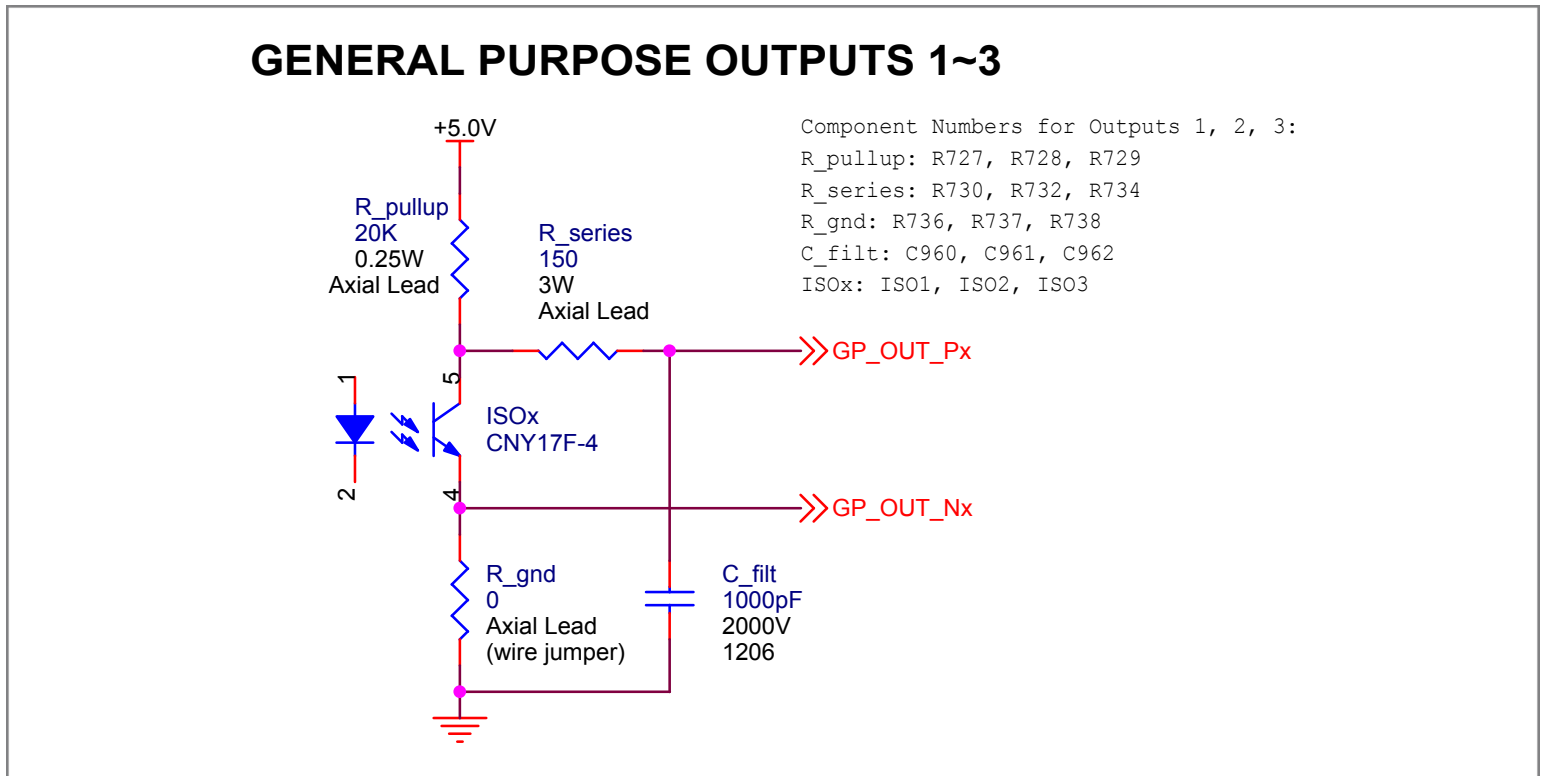 GENERAL PURPOSE OUTPUTS 1~3
+5.0V
Component Numbers for Outputs 1, 2, 3:
R_pullup: R727, R728, R729
R_series: R730, R732, R734
R_gnd: R736, R737, R738
C_filt: C960, C961, C962
ISOx: ISO1, ISO2, ISO3
R_pullup
20K
0.25W
Axial Lead
R_series
150
3W
Axial Lead
GP_OUT_Px
1
5
ISOx
CNY17F-4
2
4
GP_OUT_Nx
R_gnd
0
Axial Lead
(wire jumper)
C_filt
1000pF
2000V
1206